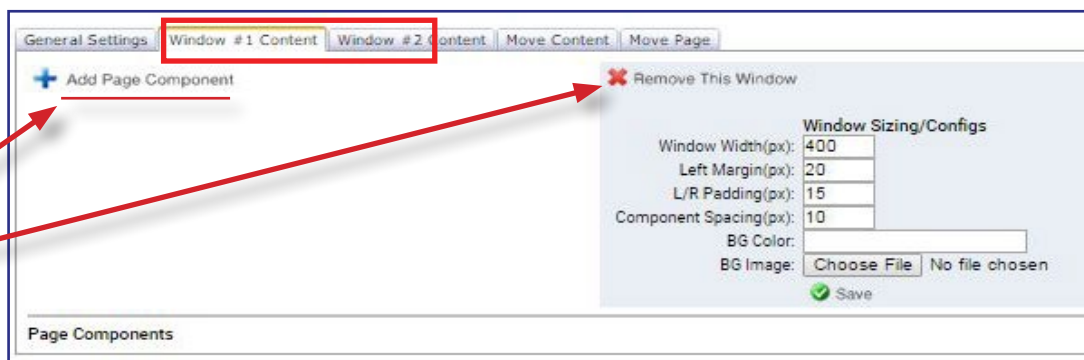 General Settings Window #1 Content Window #2 Content Move Content Move Page
Add Page Component
Remove This Window
Window Sizing/Configs
Window Width(px): 400
Left Margin(px): 20
L/R Padding(px): 15
Component Spacing(px): 10
BG Color:
BG Image: Choose File No file chosen
Save
Page Components